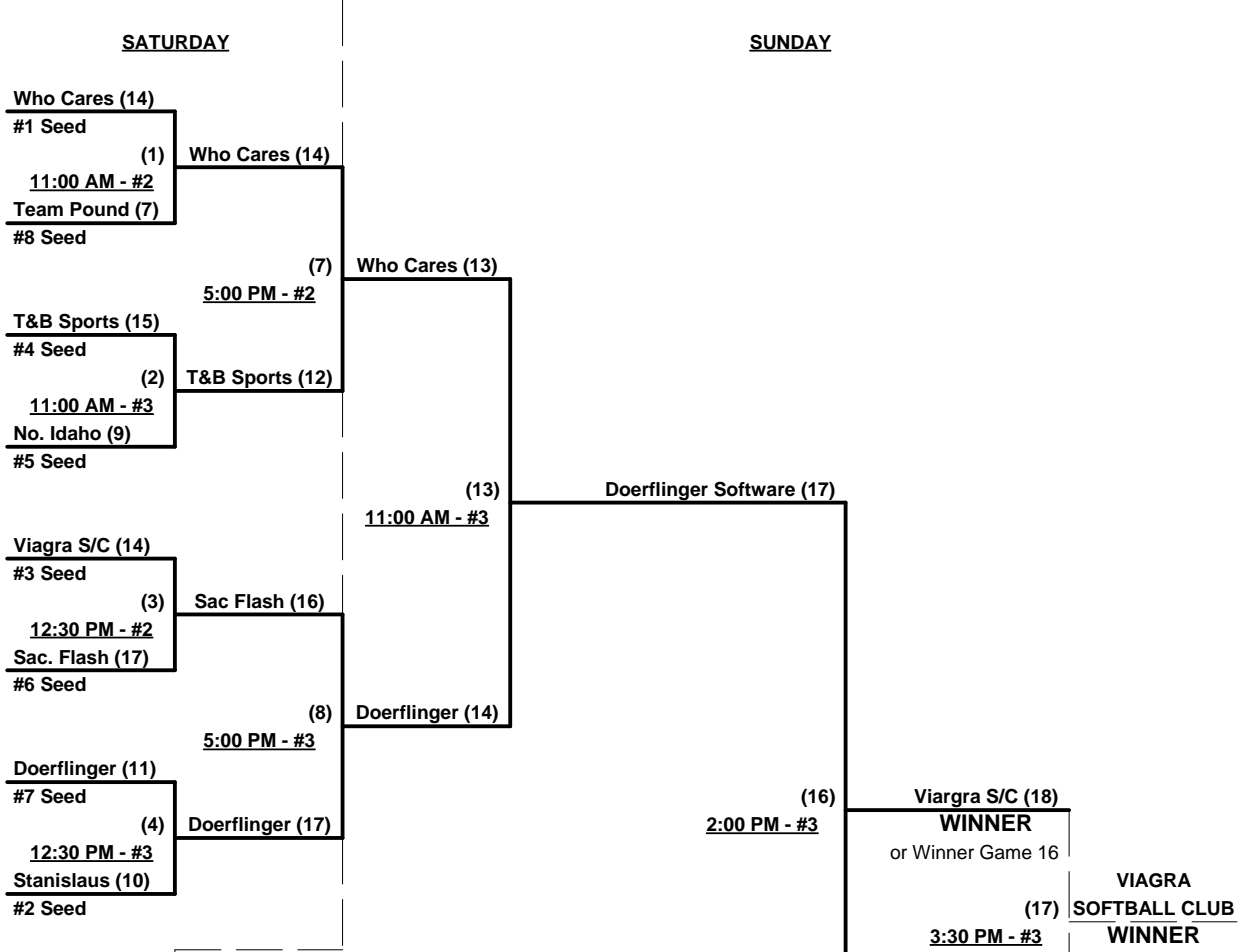 SATURDAY
SUNDAY
Who Cares (14)
#1 Seed
(1) Who Cares (14)
11:00 AM - #2
Team Pound (7)
#8 Seed
(7) Who Cares (13)
5:00 PM - #2
T&B Sports (15)
#4 Seed
(2) T&B Sports (12)
11:00 AM - #3
No. Idaho (9)
#5 Seed
(13) Doerflinger Software (17)
11:00 AM - #3
Viagra S/C (14)
#3 Seed
(3) Sac Flash (16)
12:30 PM - #2
Sac. Flash (17)
#6 Seed
(8) Doerflinger (14)
5:00 PM - #3
Doerflinger (11)
#7 Seed
(16) Viargra S/C (18)
(4) Doerflinger (17)
2:00 PM - #3 WINNER
12:30 PM - #3
or Winner Game 16
Stanislaus (10)
VIAGRA
#2 Seed
(17) SOFTBALL CLUB
3:30 PM - #3 WINNER